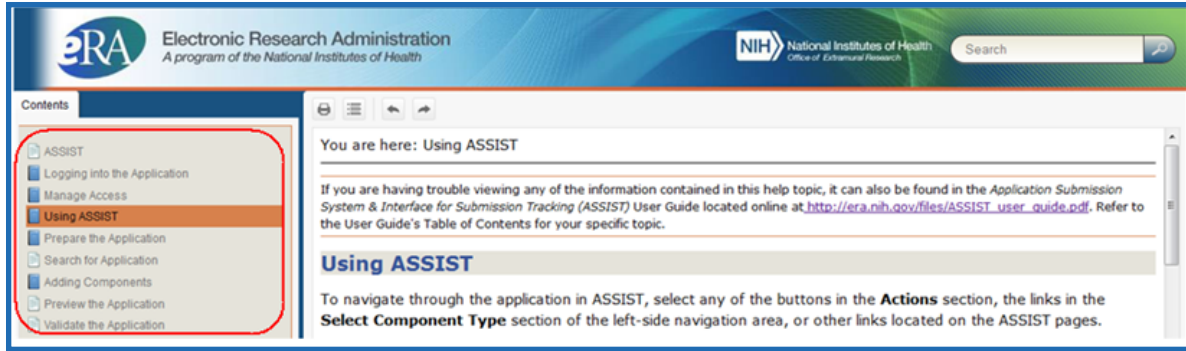 eRA
Electronic Research Administration
A program of the National Institutes of Health
NIH
National Institutes of Health
Office of Extramural Research
Search
Contents
ASSIST
Logging into the Application
Manage Access
Using ASSIST
Prepare the Application
Search for Application
Adding Components
Preview the Application
Validate the Application
You are here: Using ASSIST
If you are having trouble viewing any of the information contained in this help topic, it can also be found in the Application Submission
System & Interface for Submission Tracking (ASSIST) User Guide located online at http://era.nih.gov/files/ASSIST_user_guide.pdf. Refer to
the User Guide's Table of Contents for your specific topic.
Using ASSIST
To navigate through the application in ASSIST, select any of the buttons in the Actions section, the links in the
Select Component Type section of the left-side navigation area, or other links located on the ASSIST pages.